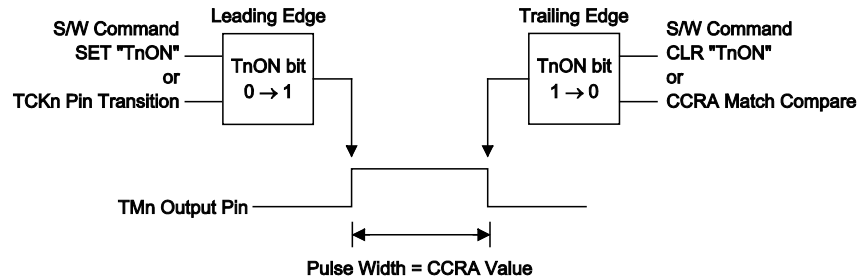 Leading Edge
S/W Command
SET "TnON"
or
TCKn Pin Transition
TnON bit
0 → 1
Trailing Edge
TnON bit
1 → 0
S/W Command
CLR "TnON"
or
CCRA Match Compare
TMn Output Pin
Pulse Width = CCRA Value